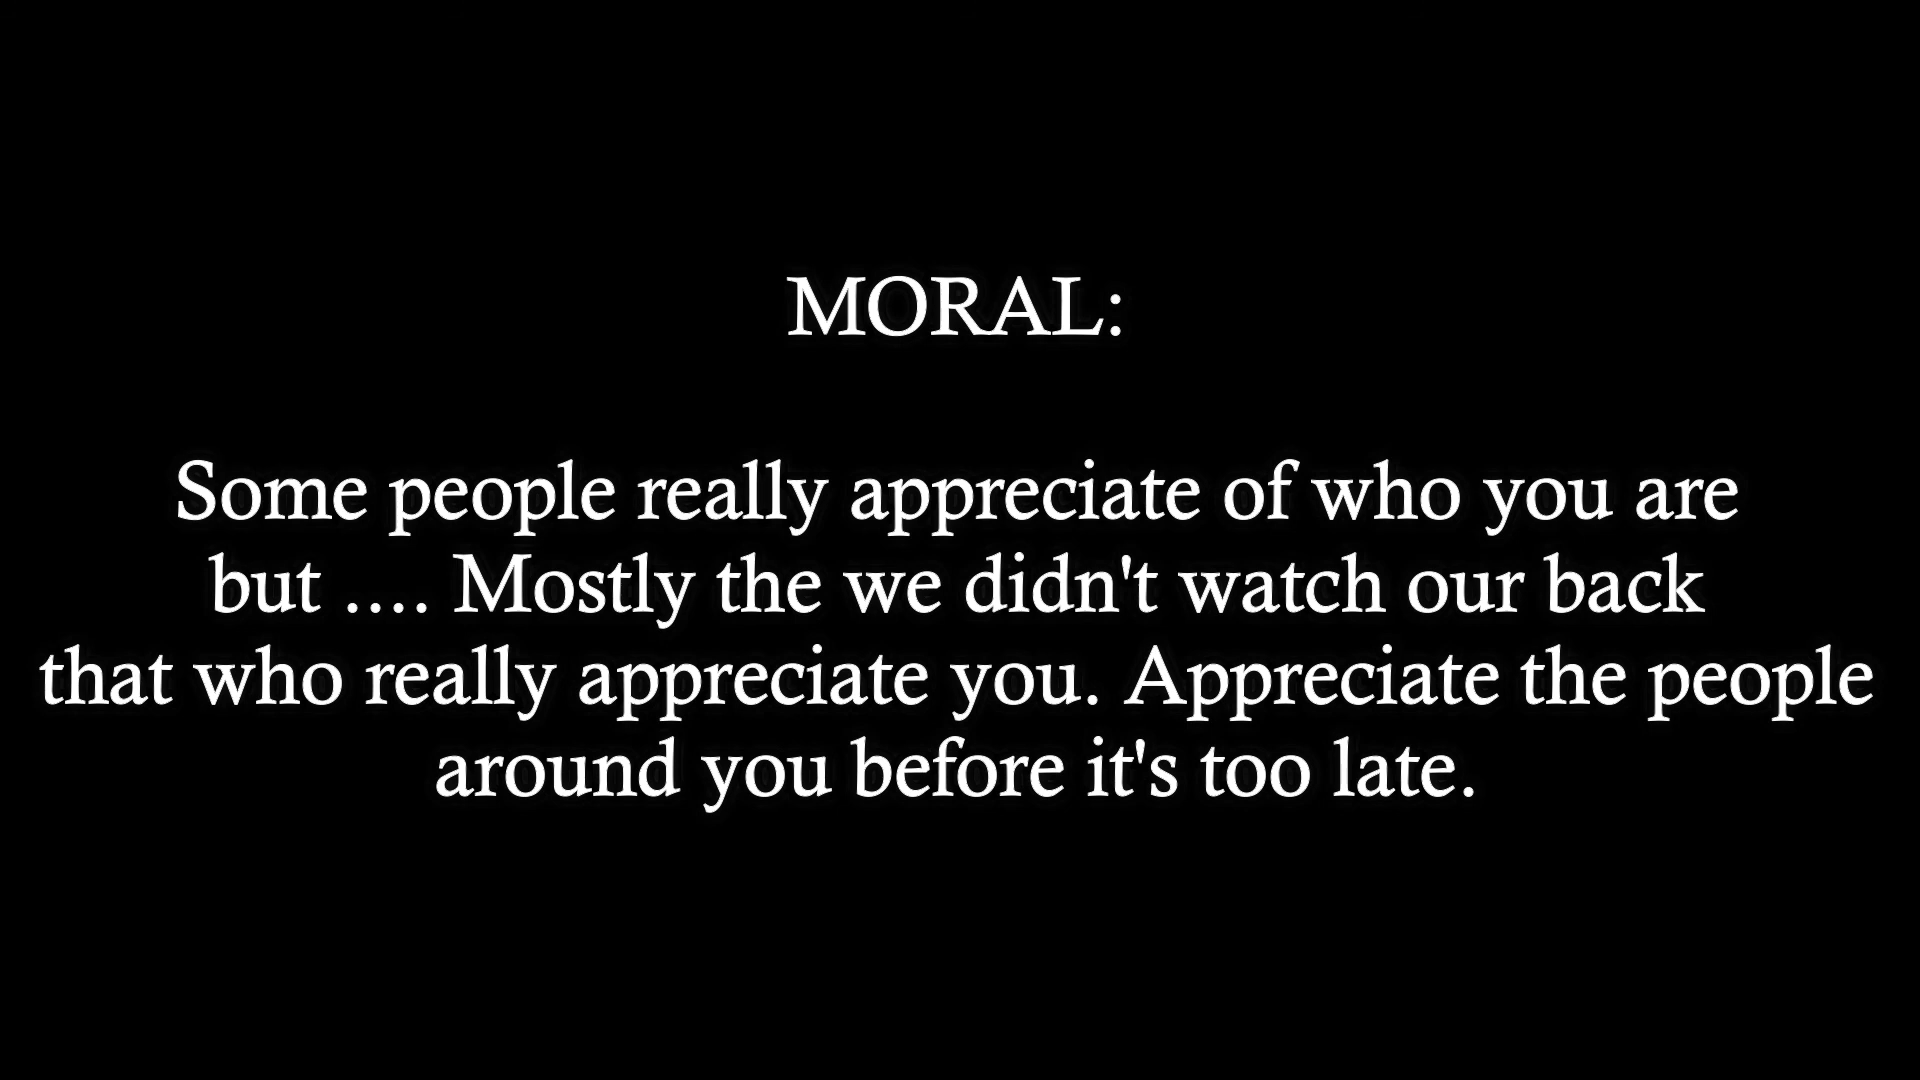 MORAL:
Some people really appreciate of who you are
but .... Mostly the we didn't watch our back
that who really appreciate you. Appreciate the people
around you before it's too late.